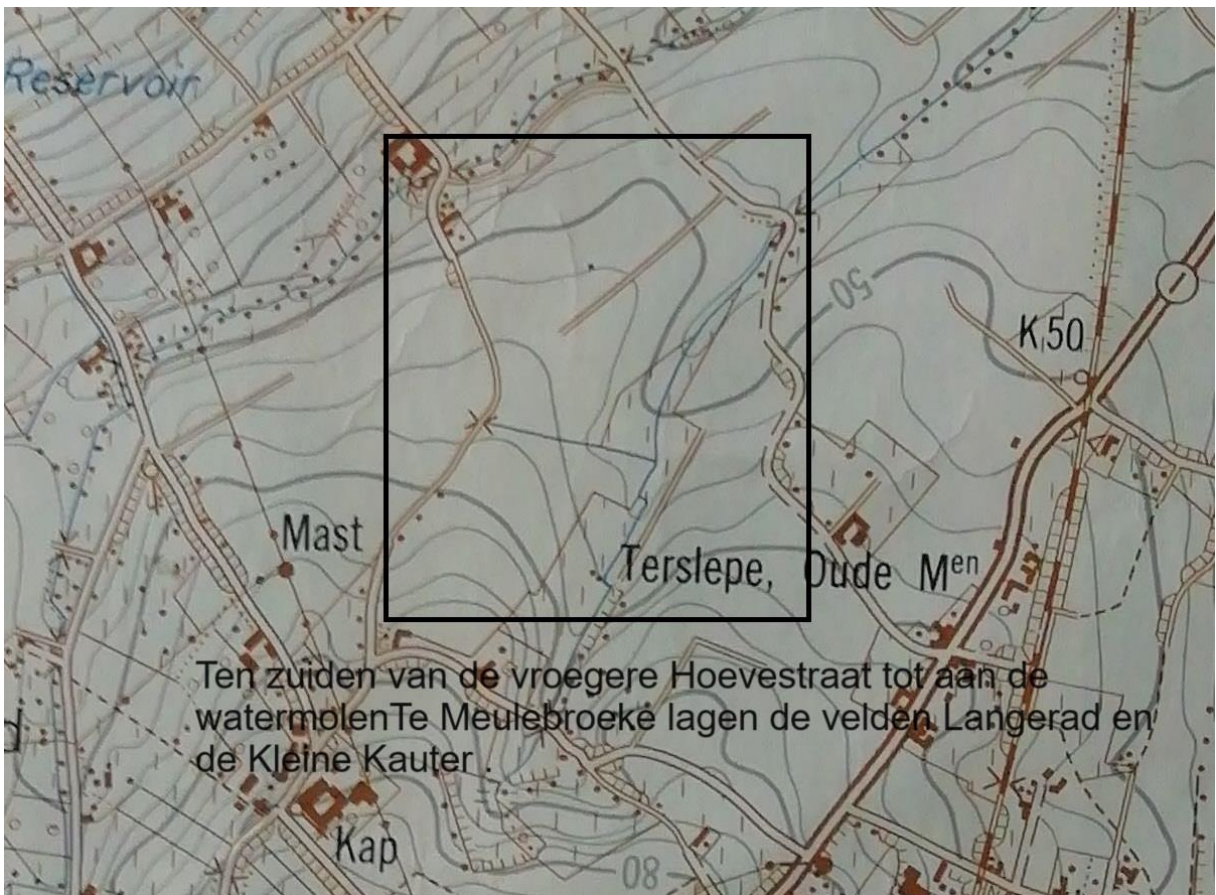 Reservoir
50
K.50
Mast
Terslepe, Oude Men
Ten zuiden van de vroegere Hoevestraat tot aan de
watermolenTe Meulebroeke lagen de velden Langerad en
de Kleine Kauter .
d
Kap
80